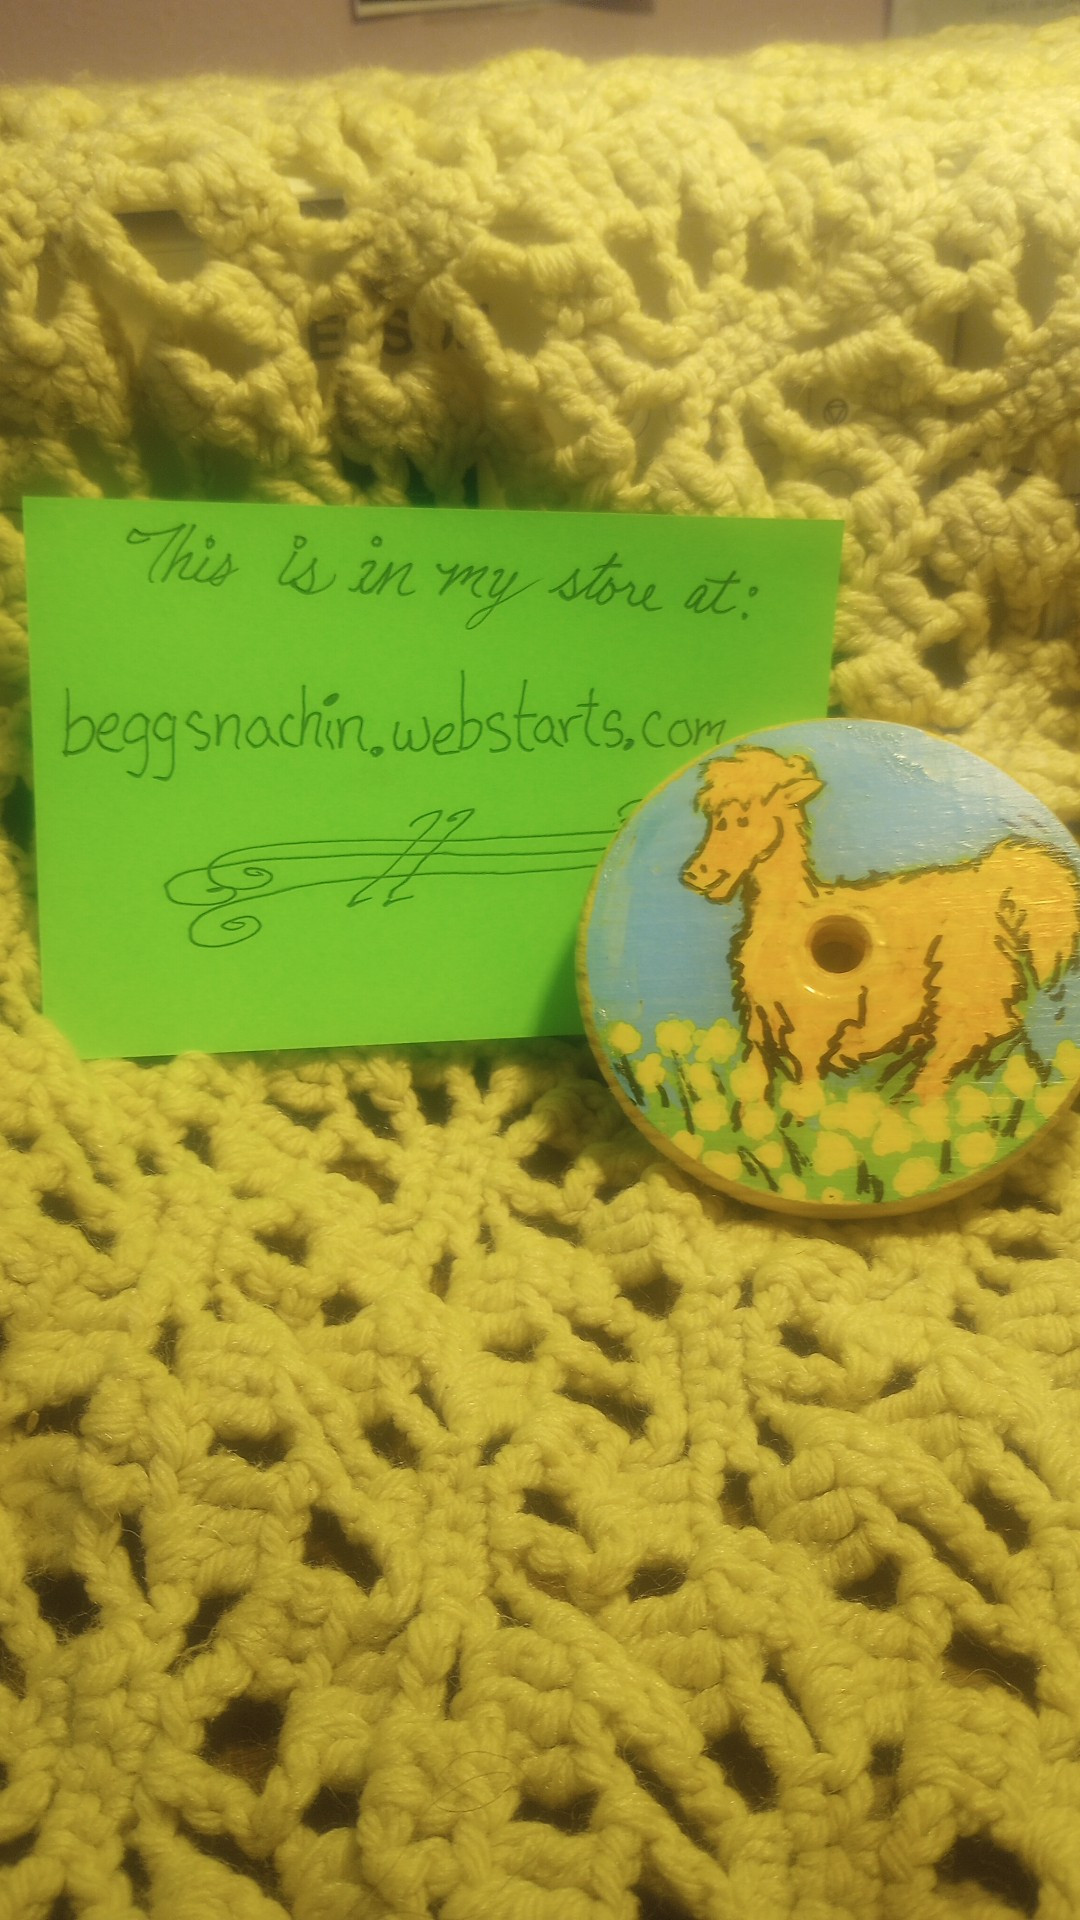 This is in my store at:
beggsnachin.webstarts.com